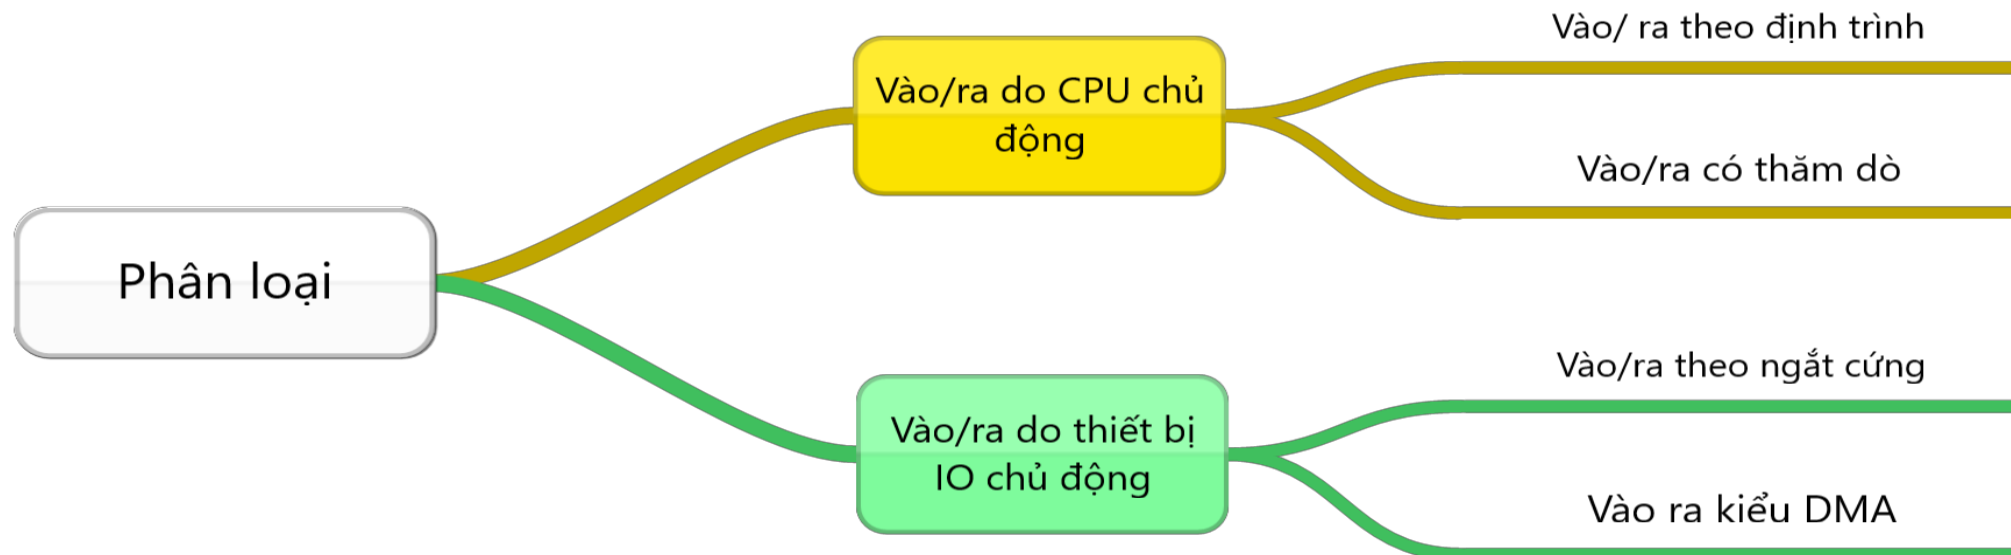 Phân loại
Vào/ra do CPU chủ
động
Vào/ ra theo định trình
Vào/ra có thăm dò
Vào/ra do thiết bị
IO chủ động
Vào/ra theo ngắt cứng
Vào ra kiểu DMA